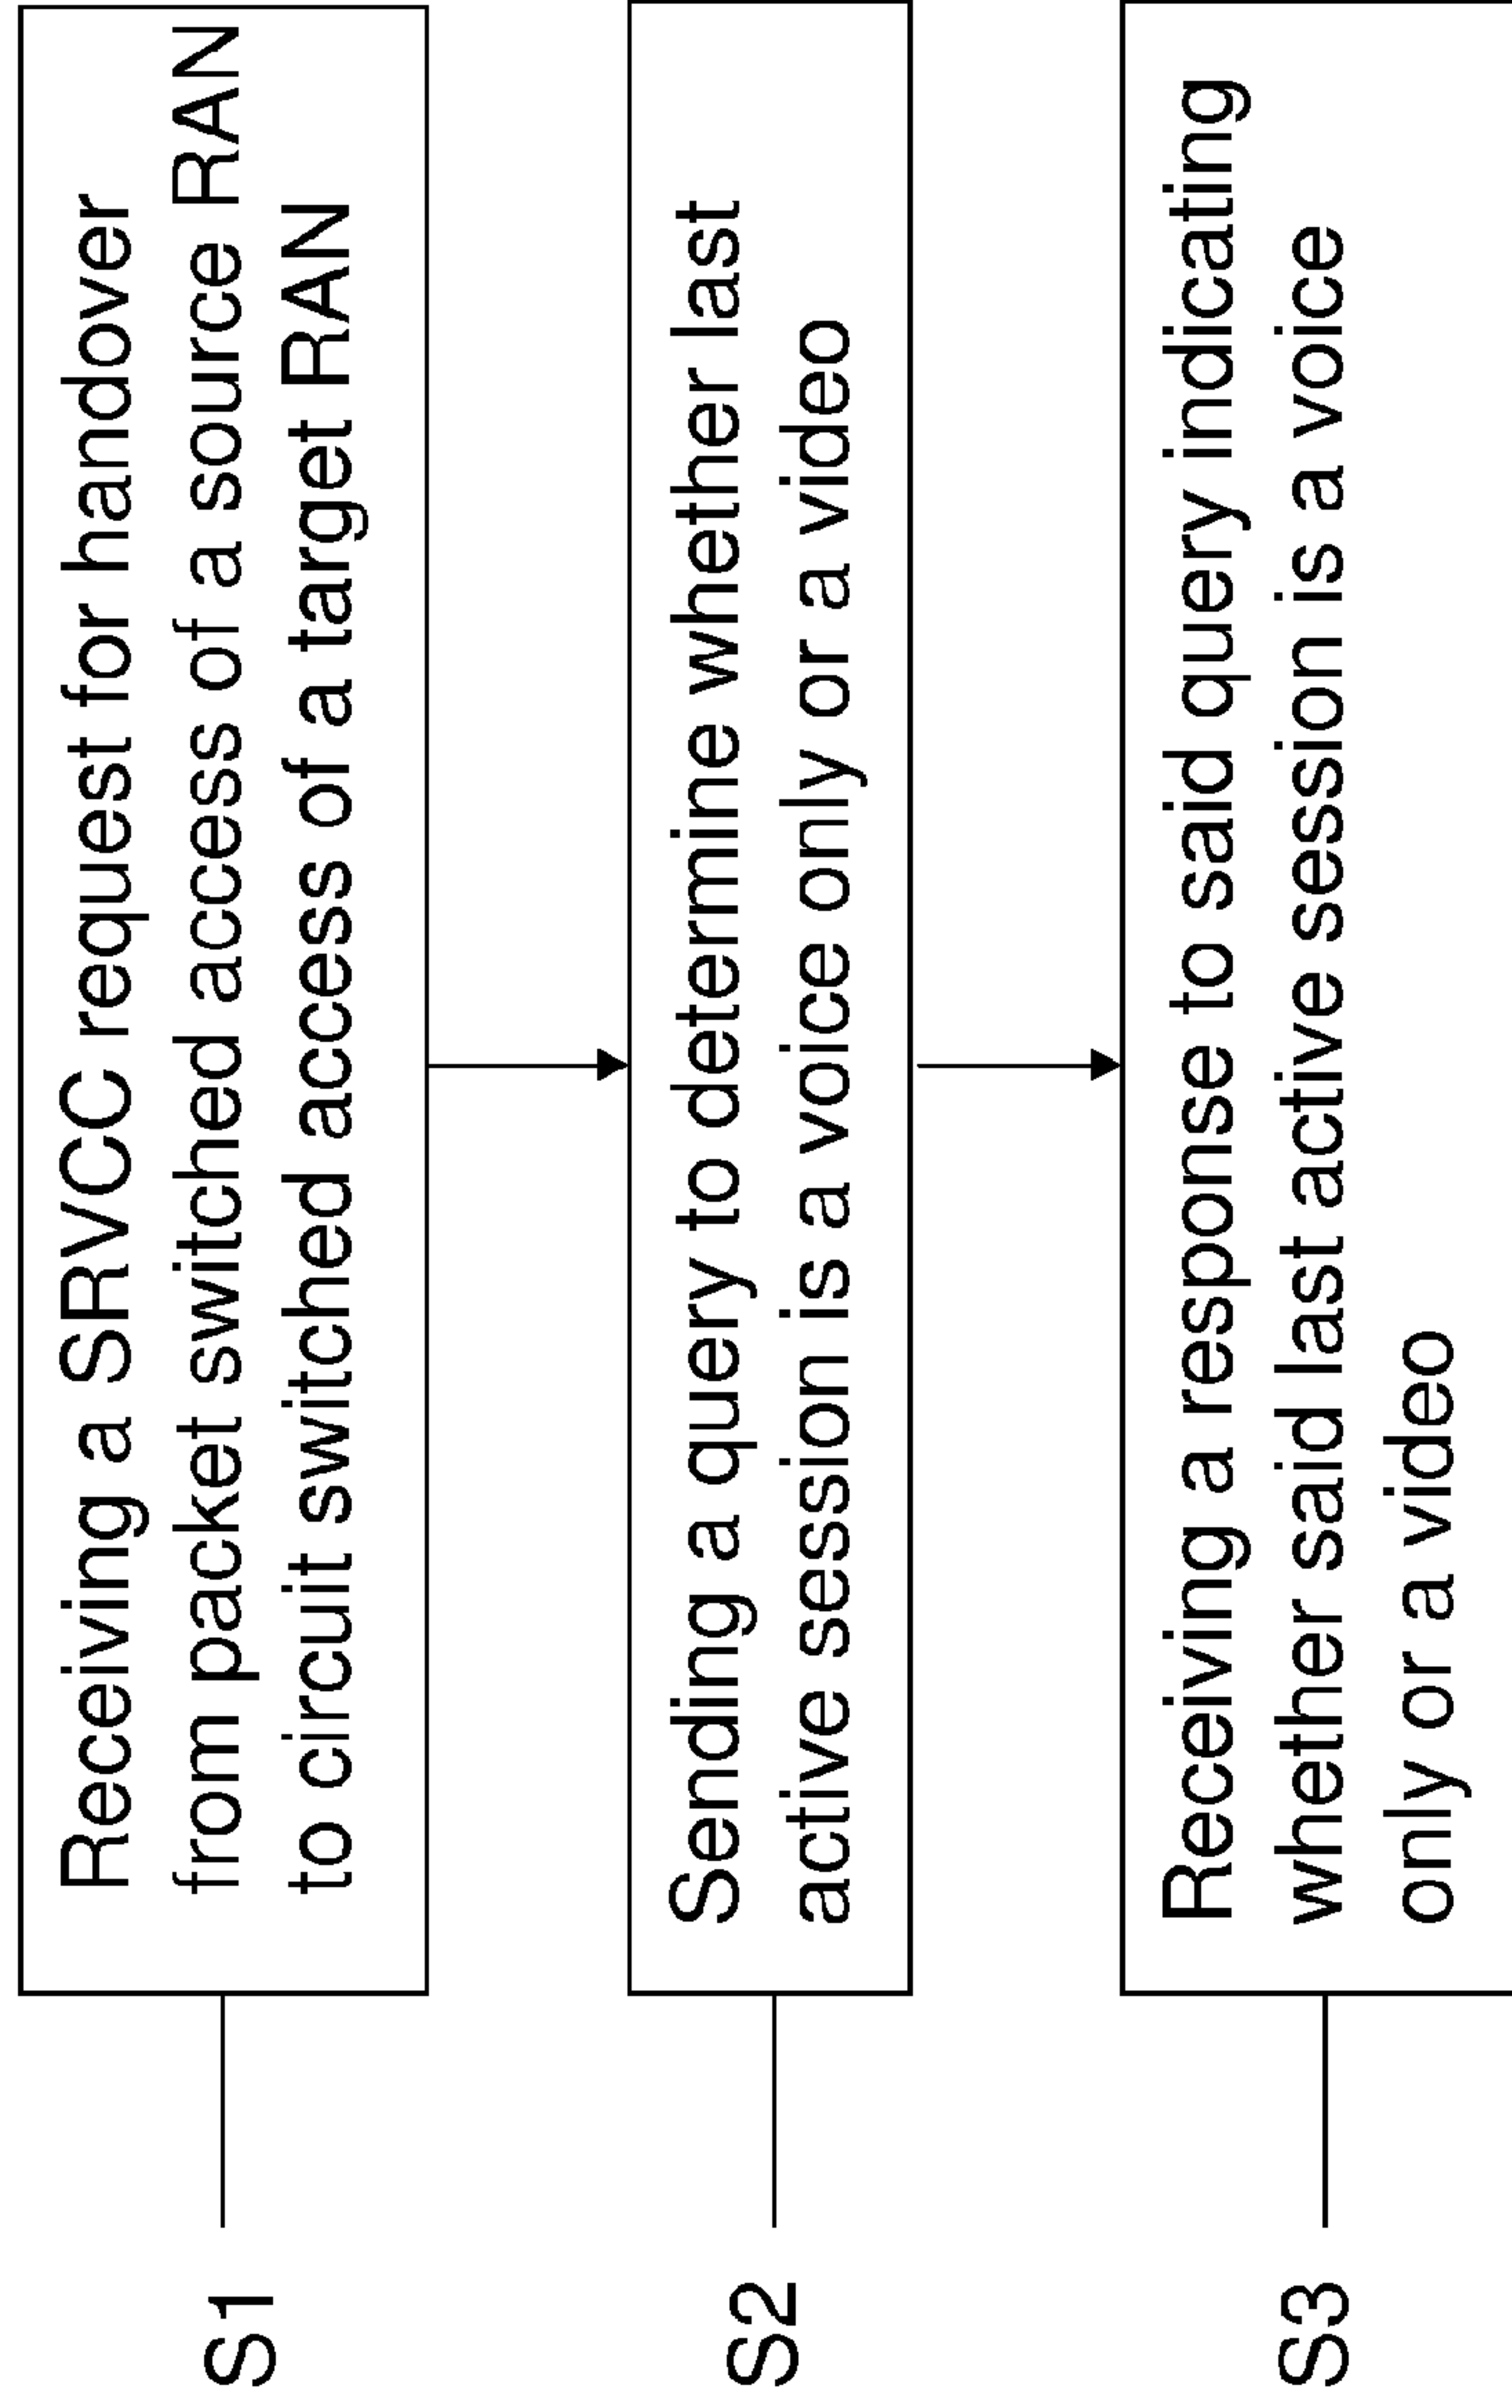 S1
Receiving a SRVCC request for handover
from packet switched access of a source RAN
to circuit switched access of a target RAN
S2
Sending a query to determine whether last
active session is a voice only or a video
S3
Receiving a response to said query indicating
whether said last active session is a voice
only or a video